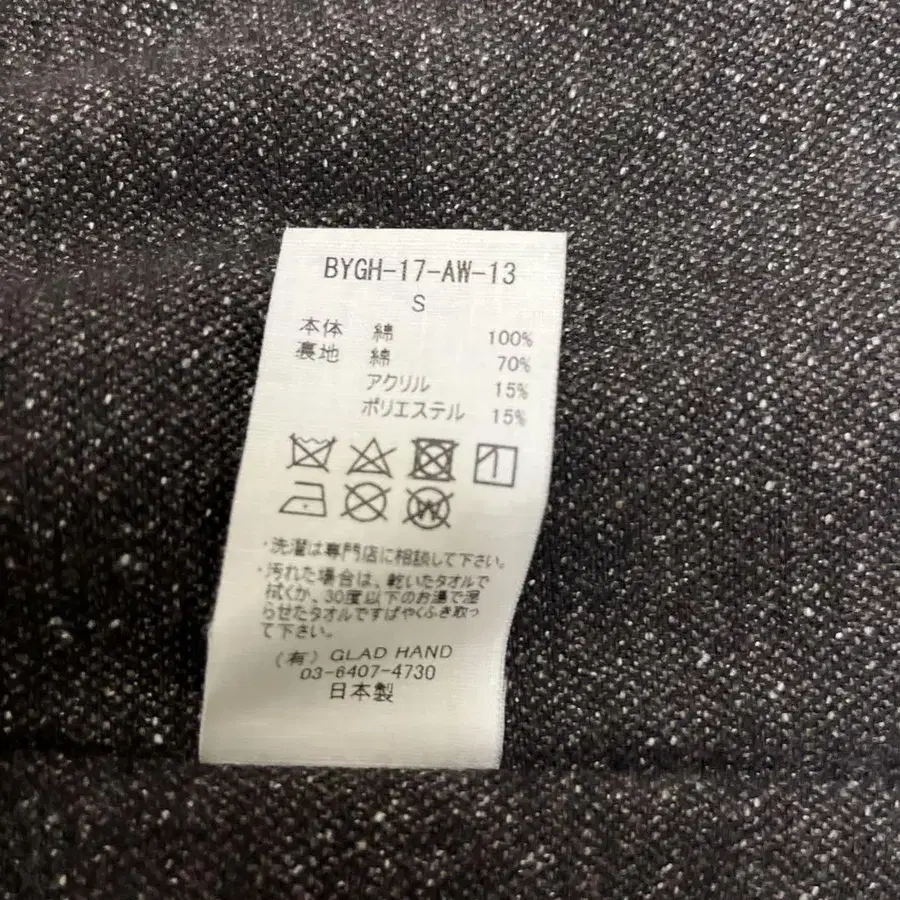 BYGH-17-AW-13
S
本体 綿 100%
裏地 綿 70%
アクリル 15%
ポリエステル 15%
W
・洗濯は専門店に相談して下さい。
・汚れた場合は、乾いたタオルで
拭くか、30度以下のお湯で湿
らせたタオルですばやくふき取っ
て下さい。
(有) GLAD HAND
03-6407-4730
日本製